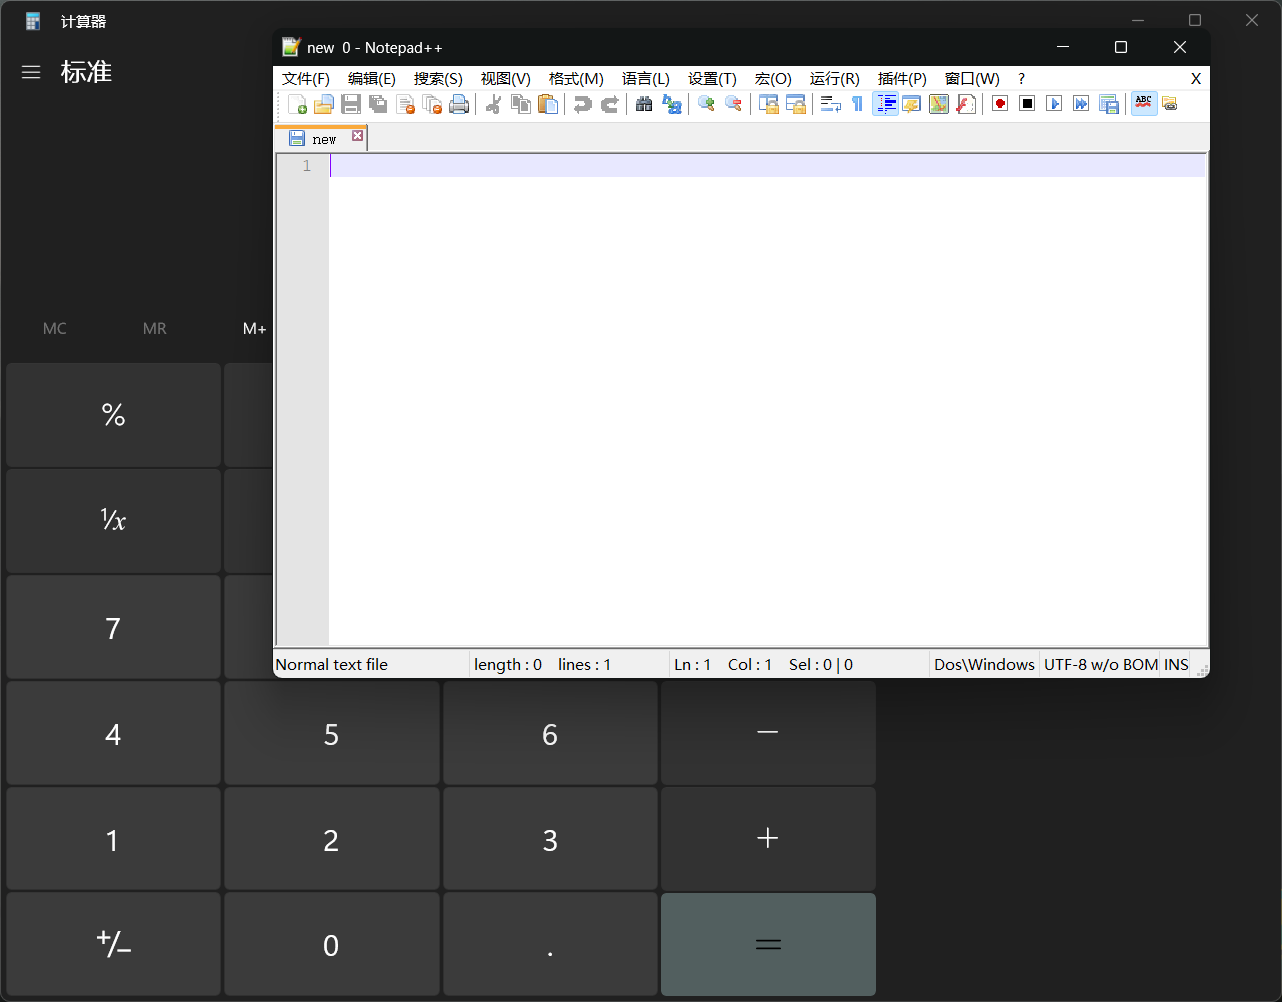 计算器
标准
new 0 - Notepad++
文件(F) 编辑(E) 搜索(S) 视图(V) 格式(M) 语言(L) 设置(T) 宏(O) 运行(R) 插件(P) 窗口(W) ? X
ABC
new
1
MC MR M+
%
¹⁄x
7
Normal text file length : 0 lines : 1 Ln : 1 Col : 1 Sel : 0 | 0 Dos\Windows UTF-8 w/o BOM INS
4 5 6 −
1 2 3 +
+/− 0 . =